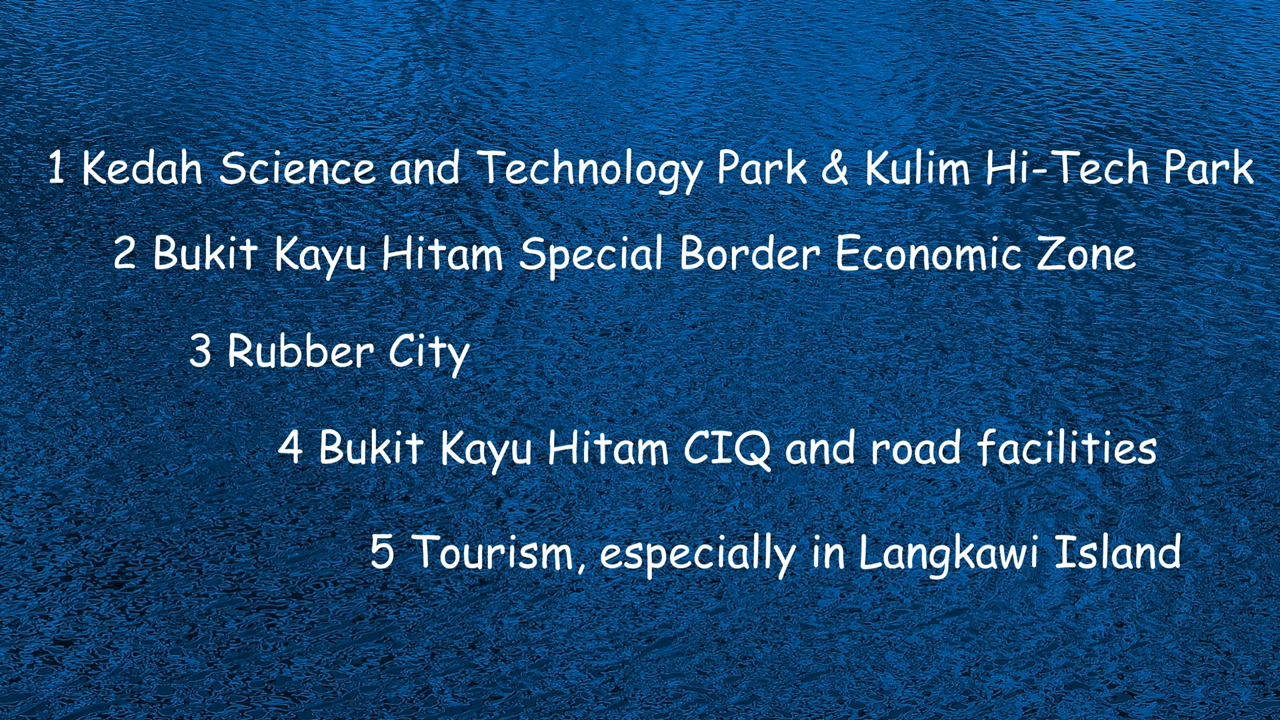 1 Kedah Science and Technology Park & Kulim Hi-Tech Park
2 Bukit Kayu Hitam Special Border Economic Zone
3 Rubber City
4 Bukit Kayu Hitam CIQ and road facilities
5 Tourism, especially in Langkawi Island